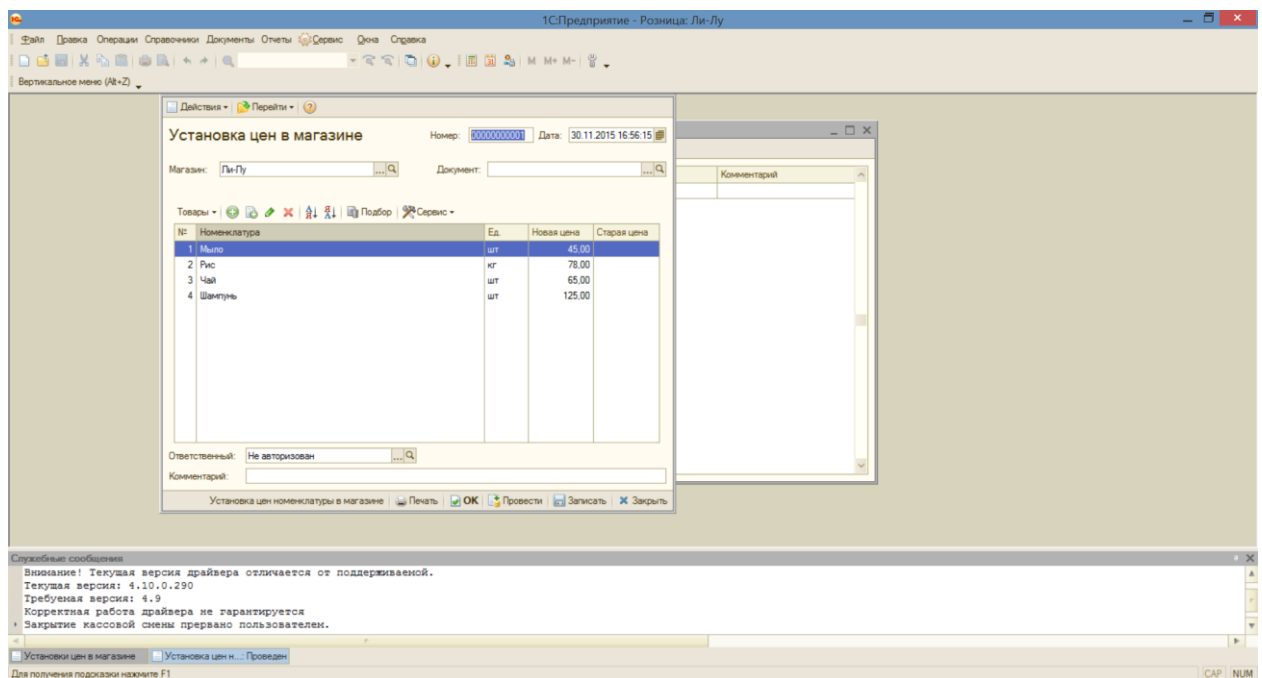 1С:Предприятие - Розница: Ли-Лу
Файл Правка Операции Справочники Документы Отчеты Сервис Окна Справка
M M+ M-
Вертикальное меню (Alt+Z)
Действия Перейти
Установка цен в магазине Номер: 00000000001 Дата: 30.11.2015 16:56:15
Магазин: Ли-Лу ... Документ: ...
Комментарий
Товары Подбор Сервис
№ Номенклатура Ед. Новая цена Старая цена
1 Мыло шт 45,00
2 Рис кг 78,00
3 Чай шт 65,00
4 Шампунь шт 125,00
Ответственный: Не авторизован ...
Комментарий:
Установка цен номенклатуры в магазине Печать OK Провести Записать Закрыть
Служебные сообщения
Внимание! Текущая версия драйвера отличается от поддерживаемой.
Текущая версия: 4.10.0.290
Требуемая версия: 4.9
Корректная работа драйвера не гарантируется
Закрытие кассовой смены прервано пользователем.
Установки цен в магазине Установка цен н...: Проведен
Для получения подсказки нажмите F1 CAP NUM